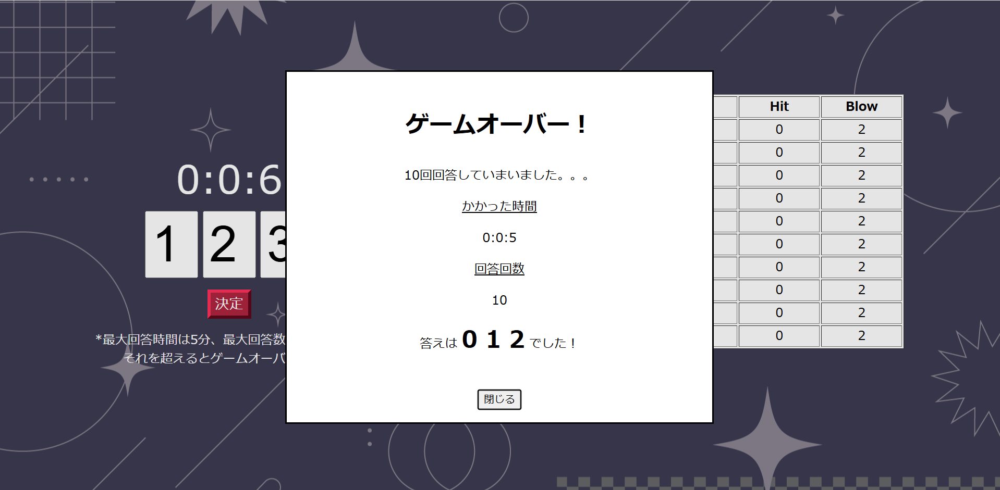 ゲームオーバー！
10回回答していまいました。。。
かかった時間
0:0:5
回答回数
10
答えは 0 1 2 でした！
閉じる
0:0:6
1 2 3
決定
*最大回答時間は5分、最大回答数
それを超えるとゲームオーバ
Hit Blow
0 2
0 2
0 2
0 2
0 2
0 2
0 2
0 2
0 2
0 2